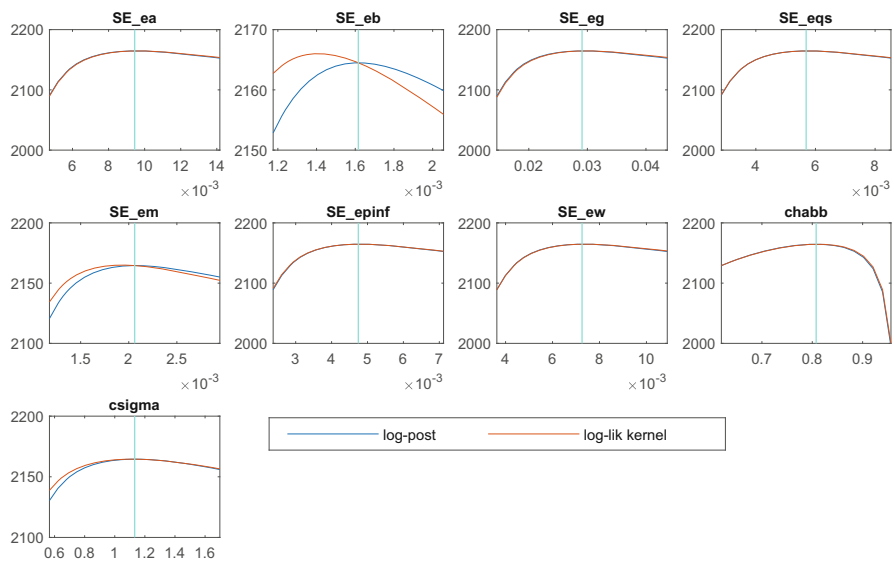 SE_ea
SE_eb
SE_eg
SE_eqs
2200
2100
2000
6 8 10 12 14
×10-3
2170
2160
2150
1.2 1.4 1.6 1.8 2
×10-3
2200
2100
2000
0.02 0.03 0.04
2200
2100
2000
4 6 8
×10-3
SE_em
SE_epinf
SE_ew
chabb
2200
2150
2100
1.5 2 2.5
×10-3
2200
2100
2000
3 4 5 6 7
×10-3
2200
2100
2000
4 6 8 10
×10-3
2200
2100
2000
0.7 0.8 0.9
csigma
2200
2150
2100
0.6 0.8 1 1.2 1.4 1.6
log-post
log-lik kernel